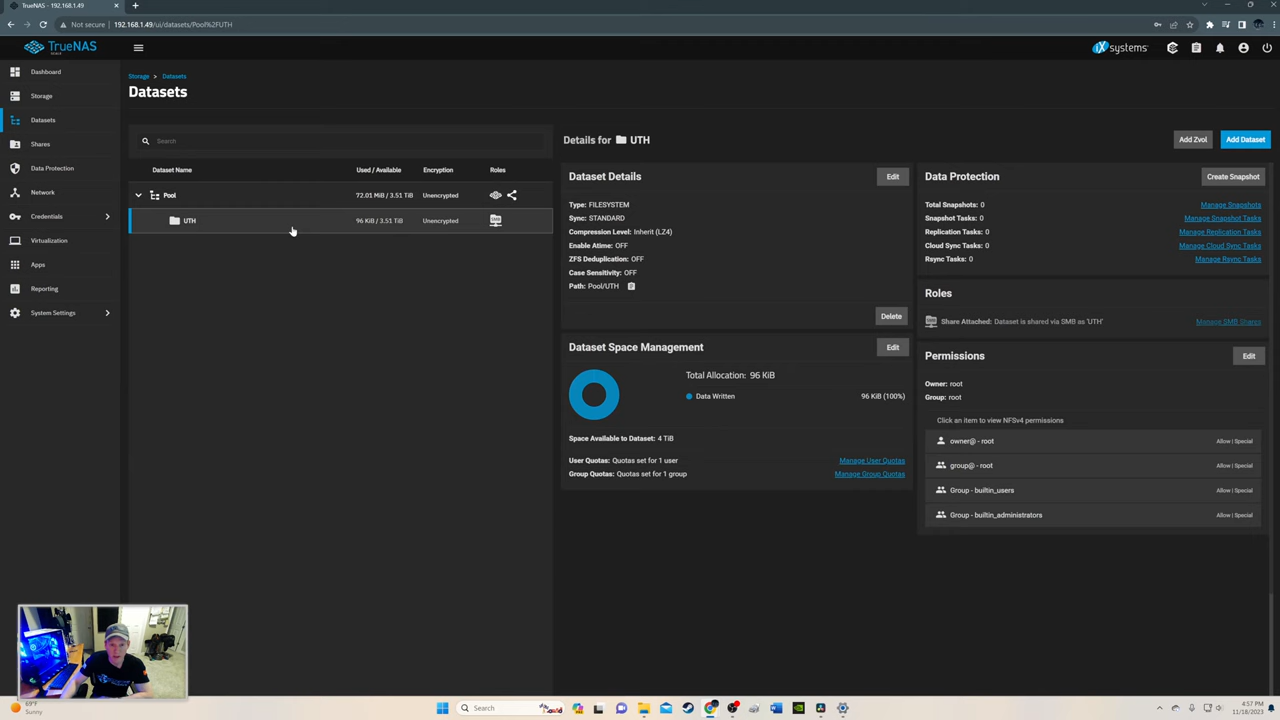 TrueNAS - 192.168.1.49
Not secure 192.168.1.49/ui/datasets/Pool%2FUTH
TrueNAS
SCALE
iXsystems
Dashboard
Storage
Datasets
Shares
Data Protection
Network
Credentials
Virtualization
Apps
Reporting
System Settings
Storage > Datasets
Datasets
Search
Dataset Name Used / Available Encryption Roles
Pool 72.01 MiB / 3.51 TiB Unencrypted
UTH 96 KiB / 3.51 TiB Unencrypted
Details for UTH
Add Zvol
Add Dataset
Dataset Details
Edit
Type: FILESYSTEM
Sync: STANDARD
Compression Level: Inherit (LZ4)
Enable Atime: OFF
ZFS Deduplication: OFF
Case Sensitivity: OFF
Path: Pool/UTH
Delete
Dataset Space Management
Edit
Total Allocation: 96 KiB
Data Written 96 KiB (100%)
Space Available to Dataset: 4 TiB
User Quotas: Quotas set for 1 user Manage User Quotas
Group Quotas: Quotas set for 1 group Manage Group Quotas
Data Protection
Create Snapshot
Total Snapshots: 0 Manage Snapshots
Snapshot Tasks: 0 Manage Snapshot Tasks
Replication Tasks: 0 Manage Replication Tasks
Cloud Sync Tasks: 0 Manage Cloud Sync Tasks
Rsync Tasks: 0 Manage Rsync Tasks
Roles
Share Attached: Dataset is shared via SMB as 'UTH' Manage SMB Shares
Permissions
Edit
Owner: root
Group: root
Click an item to view NFSv4 permissions
owner@ - root Allow | Special
group@ - root Allow | Special
Group - builtin_users Allow | Special
Group - builtin_administrators Allow | Special
69°F
Sunny
Search
4:57 PM
11/18/2023